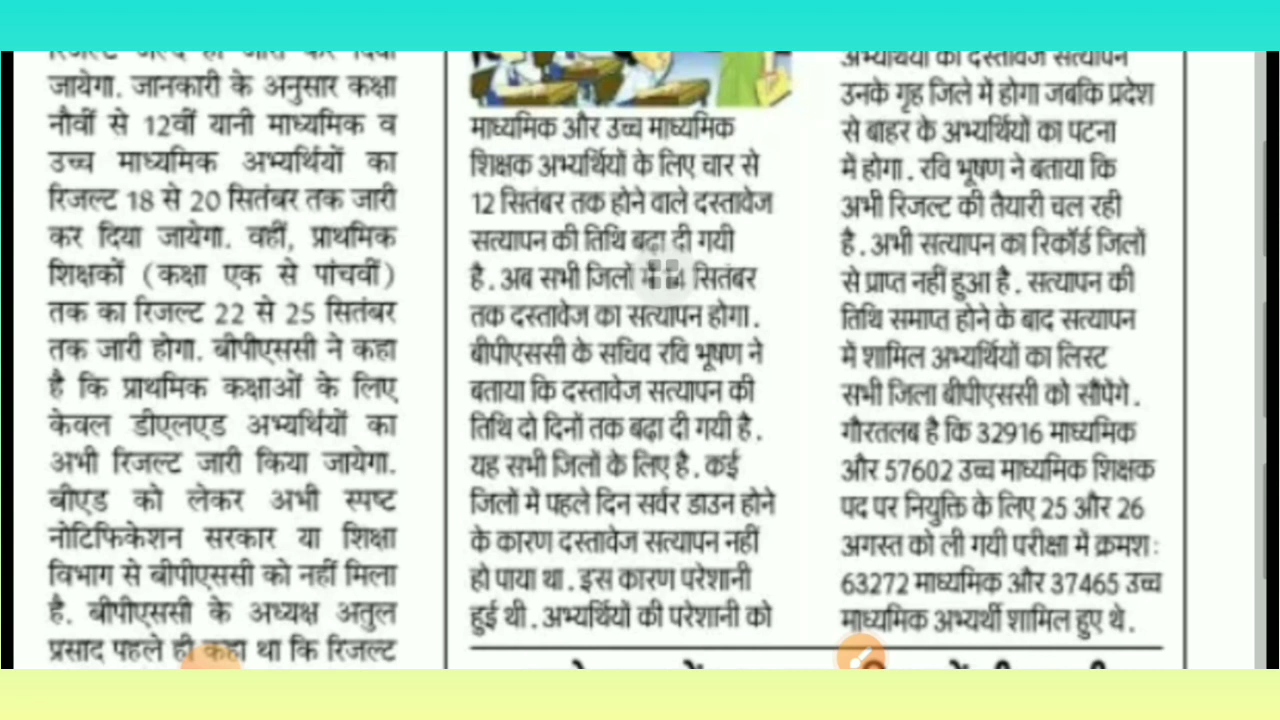 जायेगा. जानकारी के अनुसार कक्षा
नौवीं से 12वीं यानी माध्यमिक व
उच्च माध्यमिक अभ्यर्थियों का
रिजल्ट 18 से 20 सितंबर तक जारी
कर दिया जायेगा. वहीं, प्राथमिक
शिक्षकों (कक्षा एक से पांचवीं)
तक का रिजल्ट 22 से 25 सितंबर
तक जारी होगा. बीपीएससी ने कहा
है कि प्राथमिक कक्षाओं के लिए
केवल डीएलएड अभ्यर्थियों का
अभी रिजल्ट जारी किया जायेगा.
बीएड को लेकर अभी स्पष्ट
नोटिफिकेशन सरकार या शिक्षा
विभाग से बीपीएससी को नहीं मिला
है. बीपीएससी के अध्यक्ष अतुल
प्रसाद पहले ही कहा था कि रिजल्ट
माध्यमिक और उच्च माध्यमिक
शिक्षक अभ्यर्थियों के लिए चार से
12 सितंबर तक होने वाले दस्तावेज
सत्यापन की तिथि बढ़ा दी गयी
है. अब सभी जिलों में 14 सितंबर
तक दस्तावेज का सत्यापन होगा.
बीपीएससी के सचिव रवि भूषण ने
बताया कि दस्तावेज सत्यापन की
तिथि दो दिनों तक बढ़ा दी गयी है.
यह सभी जिलों के लिए है. कई
जिलों में पहले दिन सर्वर डाउन होने
के कारण दस्तावेज सत्यापन नहीं
हो पाया था. इस कारण परेशानी
हुई थी. अभ्यर्थियों की परेशानी को
अभ्यर्थियों का दस्तावेज सत्यापन
उनके गृह जिले में होगा जबकि प्रदेश
से बाहर के अभ्यर्थियों का पटना
में होगा. रवि भूषण ने बताया कि
अभी रिजल्ट की तैयारी चल रही
है. अभी सत्यापन का रिकॉर्ड जिलों
से प्राप्त नहीं हुआ है. सत्यापन की
तिथि समाप्त होने के बाद सत्यापन
में शामिल अभ्यर्थियों का लिस्ट
सभी जिला बीपीएससी को सौंपेंगे.
गौरतलब है कि 32916 माध्यमिक
और 57602 उच्च माध्यमिक शिक्षक
पद पर नियुक्ति के लिए 25 और 26
अगस्त को ली गयी परीक्षा में क्रमशः
63272 माध्यमिक और 37465 उच्च
माध्यमिक अभ्यर्थी शामिल हुए थे.